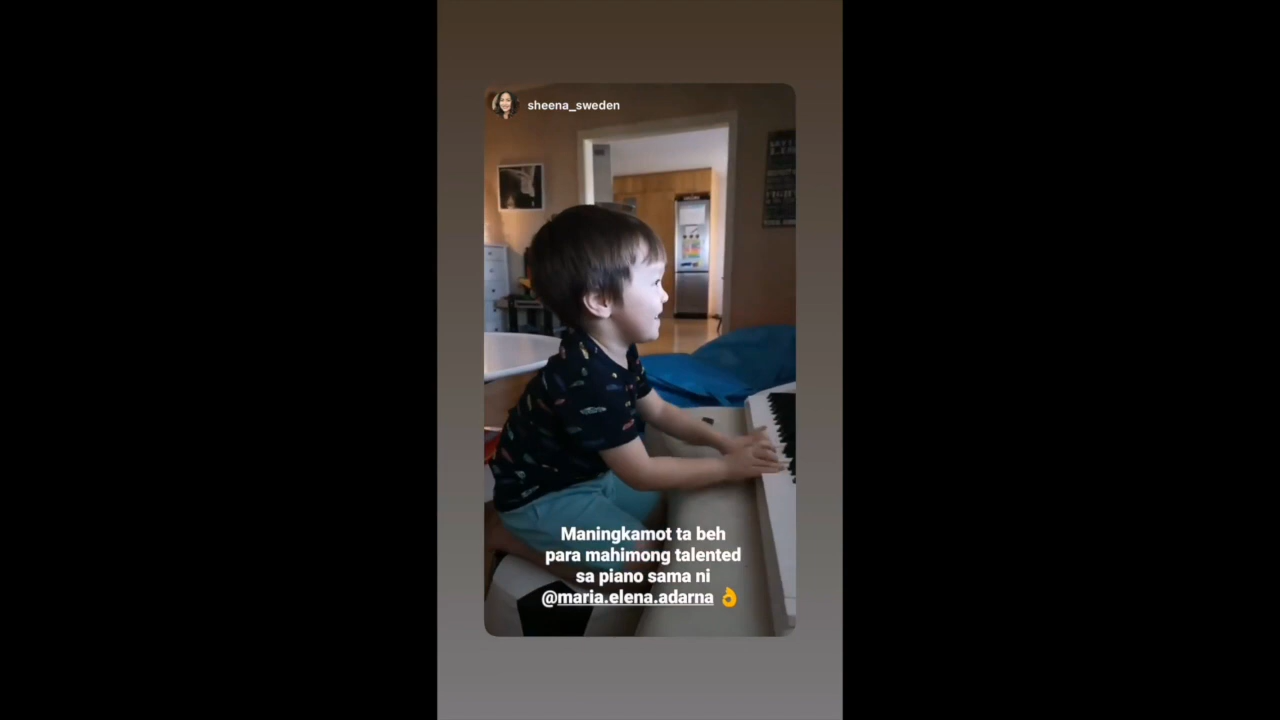 sheena_sweden
Maningkamot ta beh
para mahimong talented
sa piano sama ni
@maria.elena.adarna 👌